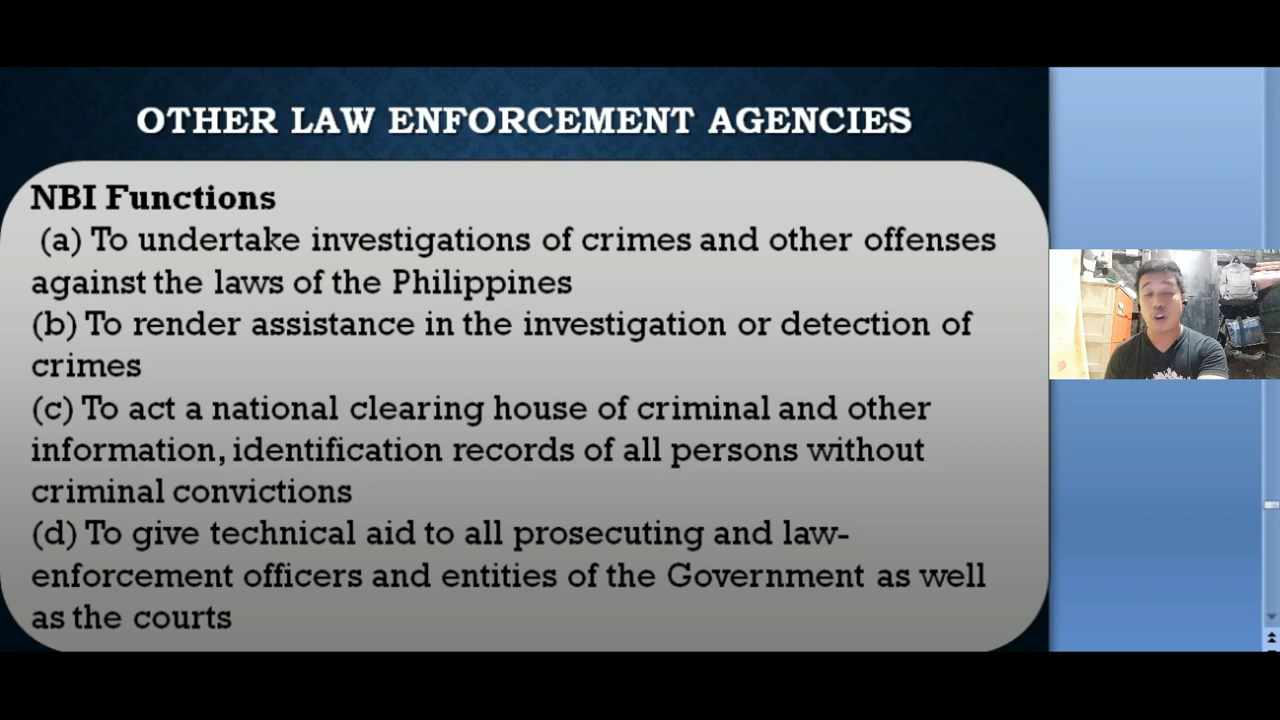 OTHER LAW ENFORCEMENT AGENCIES
NBI Functions
(a) To undertake investigations of crimes and other offenses
against the laws of the Philippines
(b) To render assistance in the investigation or detection of
crimes
(c) To act a national clearing house of criminal and other
information, identification records of all persons without
criminal convictions
(d) To give technical aid to all prosecuting and law-
enforcement officers and entities of the Government as well
as the courts